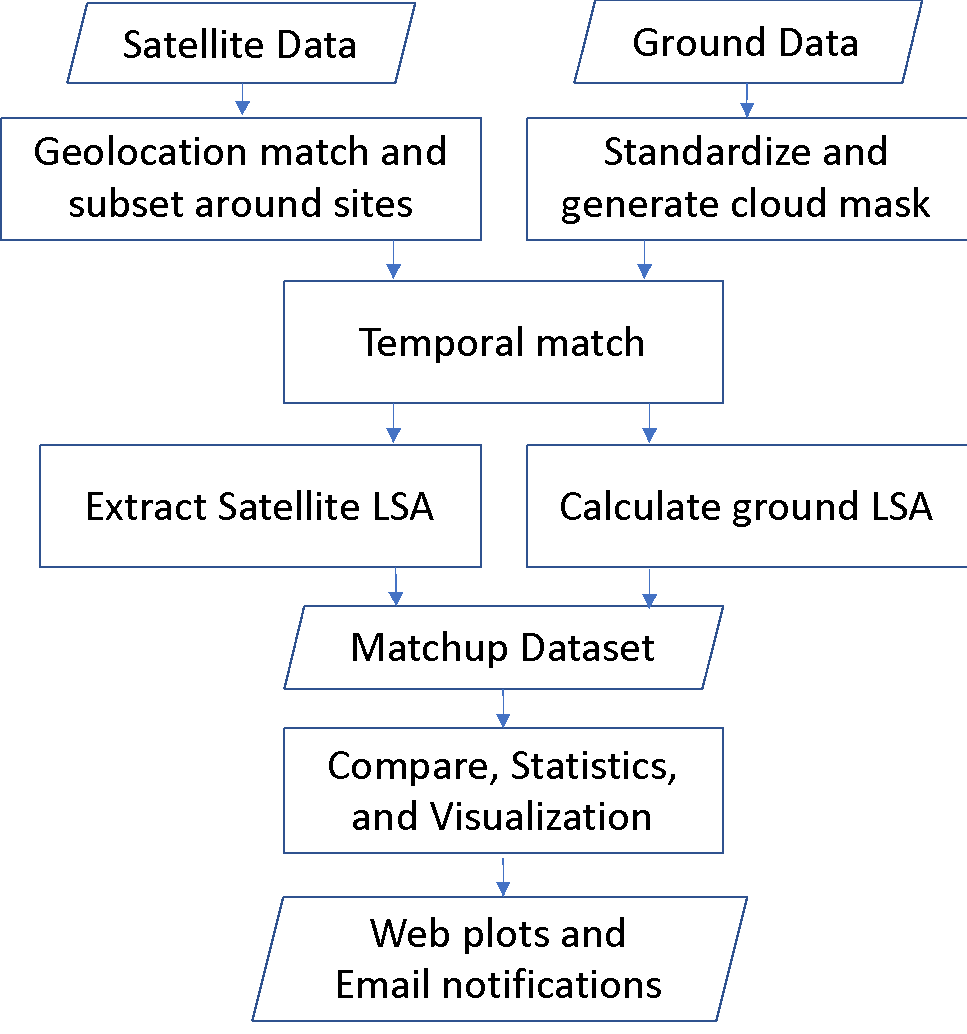 Satellite Data
Ground Data
Geolocation match and
subset around sites
Standardize and
generate cloud mask
Temporal match
Extract Satellite LSA
Calculate ground LSA
Matchup Dataset
Compare, Statistics,
and Visualization
Web plots and
Email notifications